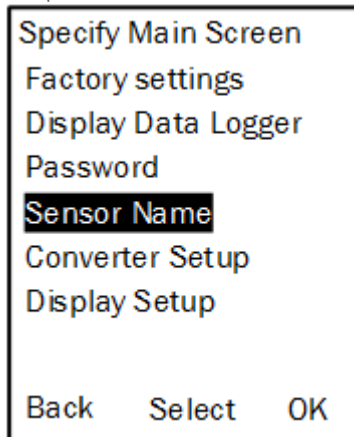 Specify Main Screen
Factory settings
Display Data Logger
Password
Sensor Name
Converter Setup
Display Setup
Back Select OK